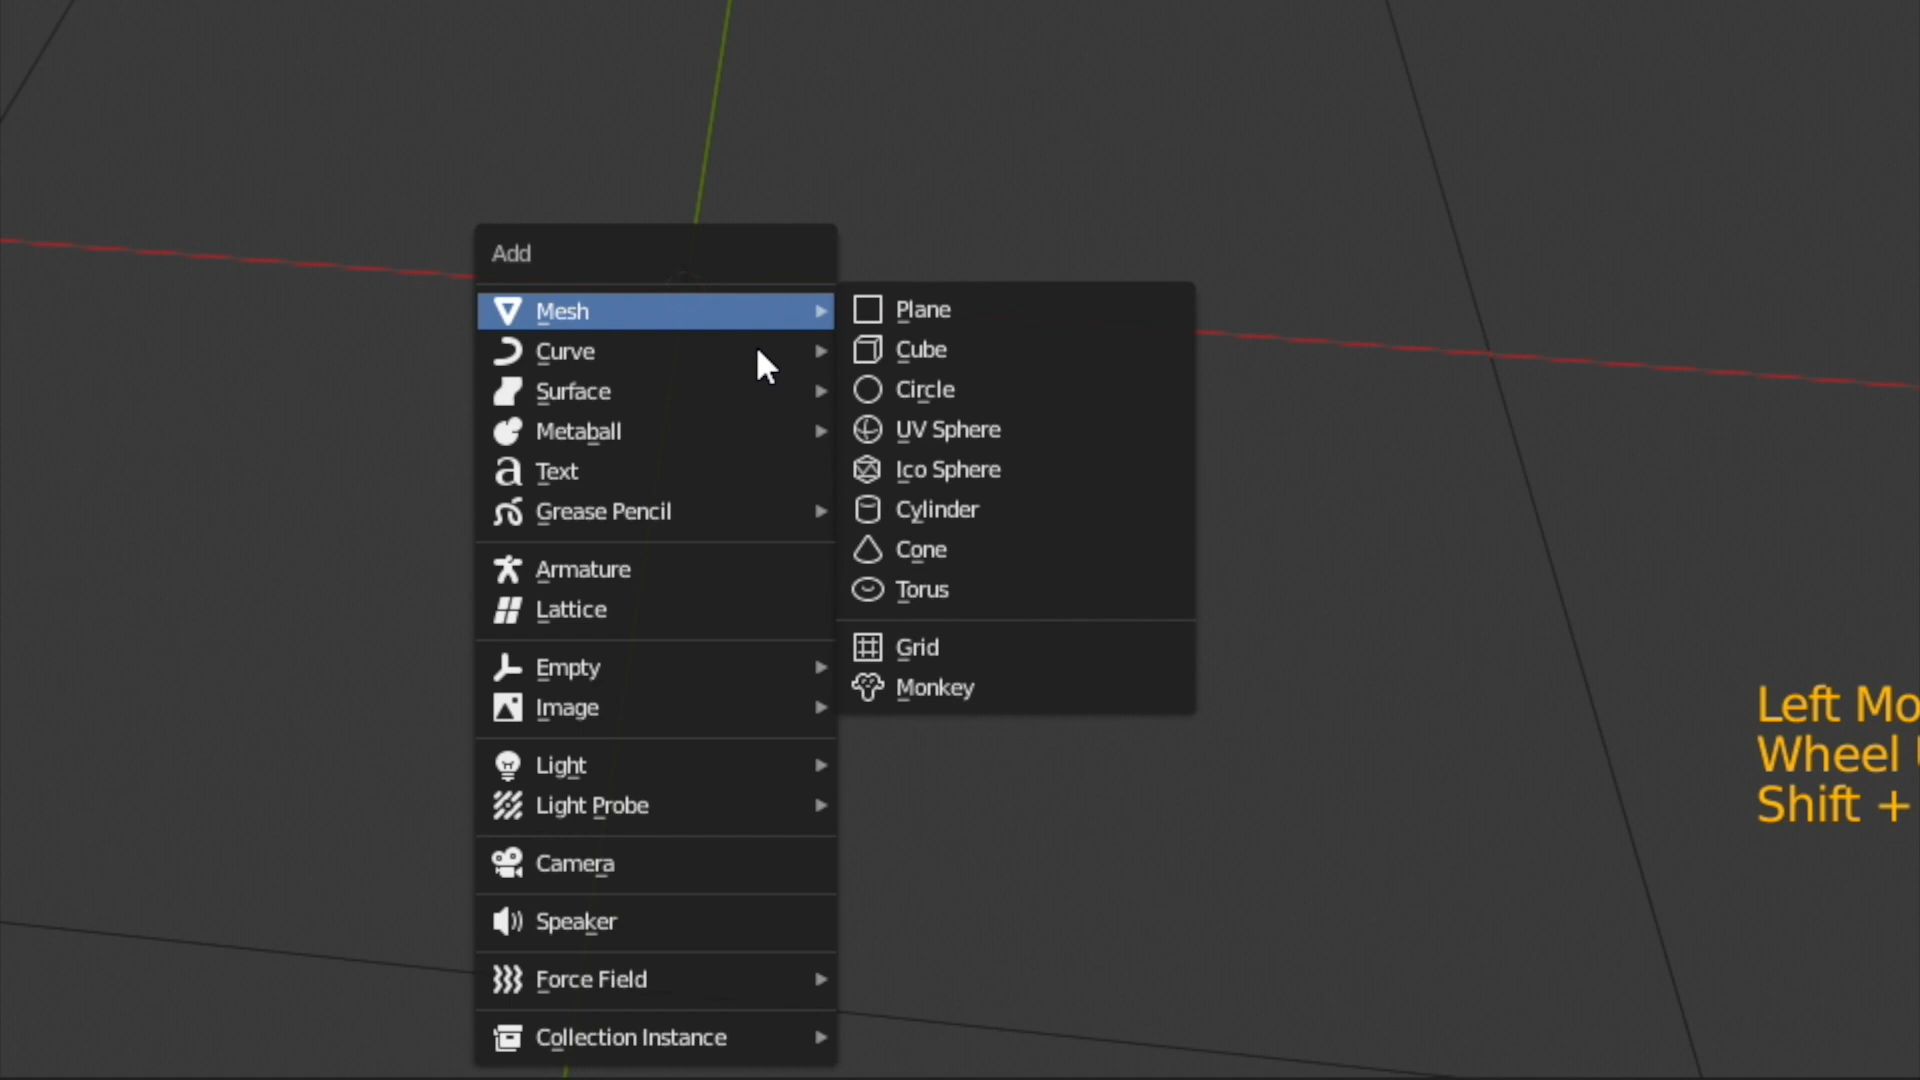 Add
Mesh
Curve
Surface
Metaball
Text
Grease Pencil
Armature
Lattice
Empty
Image
Light
Light Probe
Camera
Speaker
Force Field
Collection Instance
Plane
Cube
Circle
UV Sphere
Ico Sphere
Cylinder
Cone
Torus
Grid
Monkey
Left Mo
Wheel
Shift +